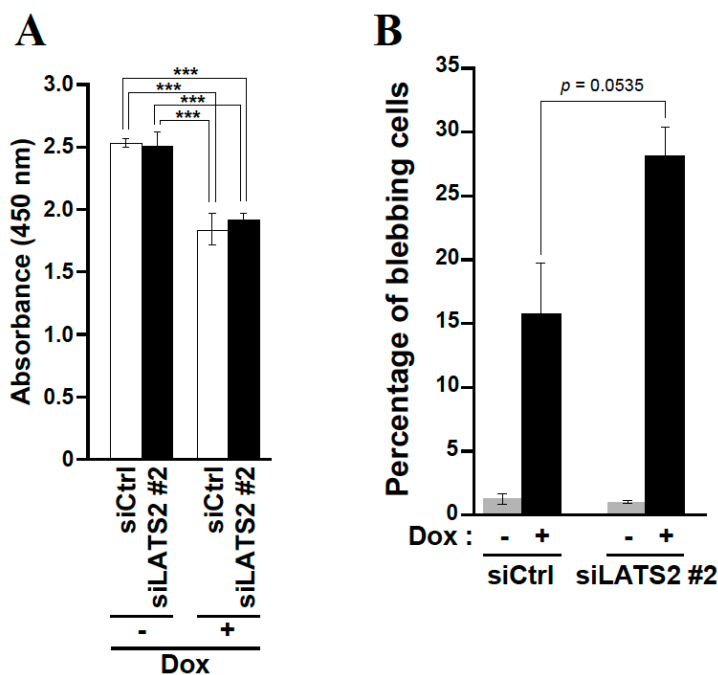 A
Absorbance (450 nm)
3.0
2.5
2.0
1.5
1.0
0.5
0
***
***
***
***
siCtrl
siLATS2 #2
siCtrl
siLATS2 #2
- +
Dox
B
Percentage of blebbing cells
35
30
25
20
15
10
5
0
p = 0.0535
Dox : - + - +
siCtrl siLATS2 #2